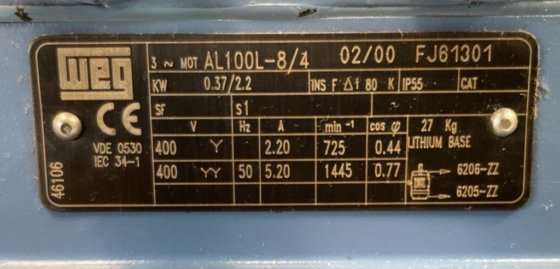 weg
3 ~ MOT AL100L-8/4 02/00 FJ61301
KW 0.37/2.2 INS F Δt 80 K IP55 CAT
SF S1
V Hz A min⁻¹ cos φ 27 Kg
400 Y 2.20 725 0.44 LITHIUM BASE
400 YY 50 5.20 1445 0.77
6206-ZZ
6205-ZZ
CE
VDE 0530
IEC 34-1
46106